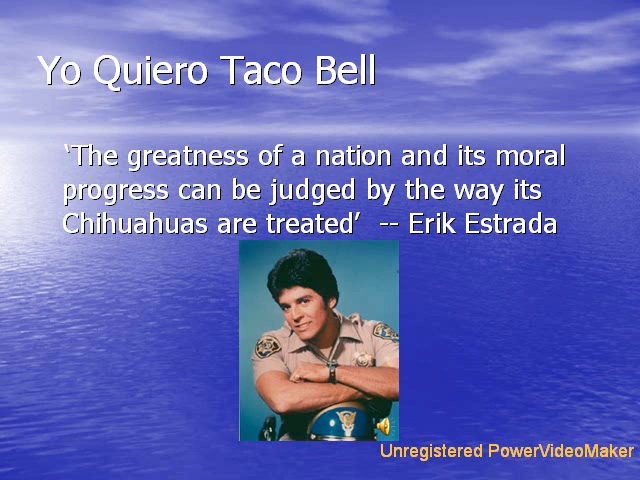 Yo Quiero Taco Bell
‘The greatness of a nation and its moral
progress can be judged by the way its
Chihuahuas are treated’ -- Erik Estrada
Unregistered PowerVideoMaker